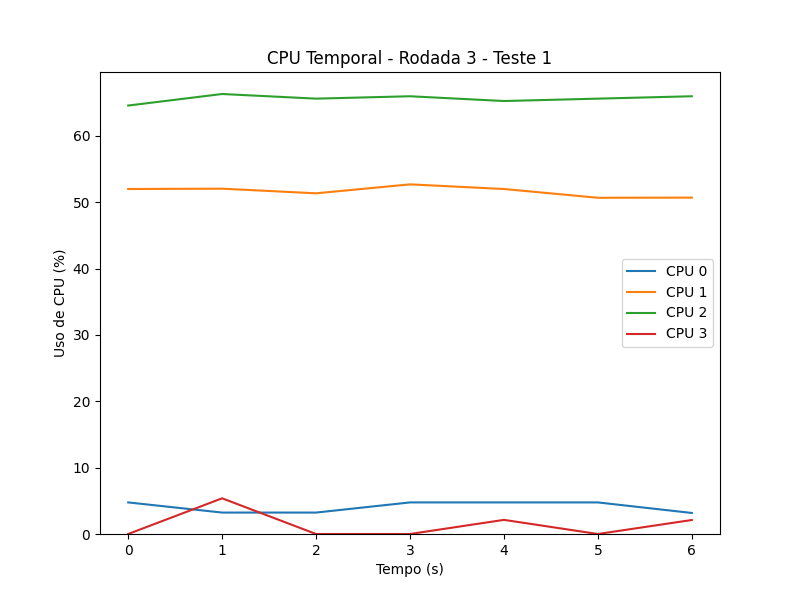 CPU Temporal - Rodada 3 - Teste 1
Uso de CPU (%)
60
50
40
30
20
10
0
CPU 0
CPU 1
CPU 2
CPU 3
0 1 2 3 4 5 6
Tempo (s)